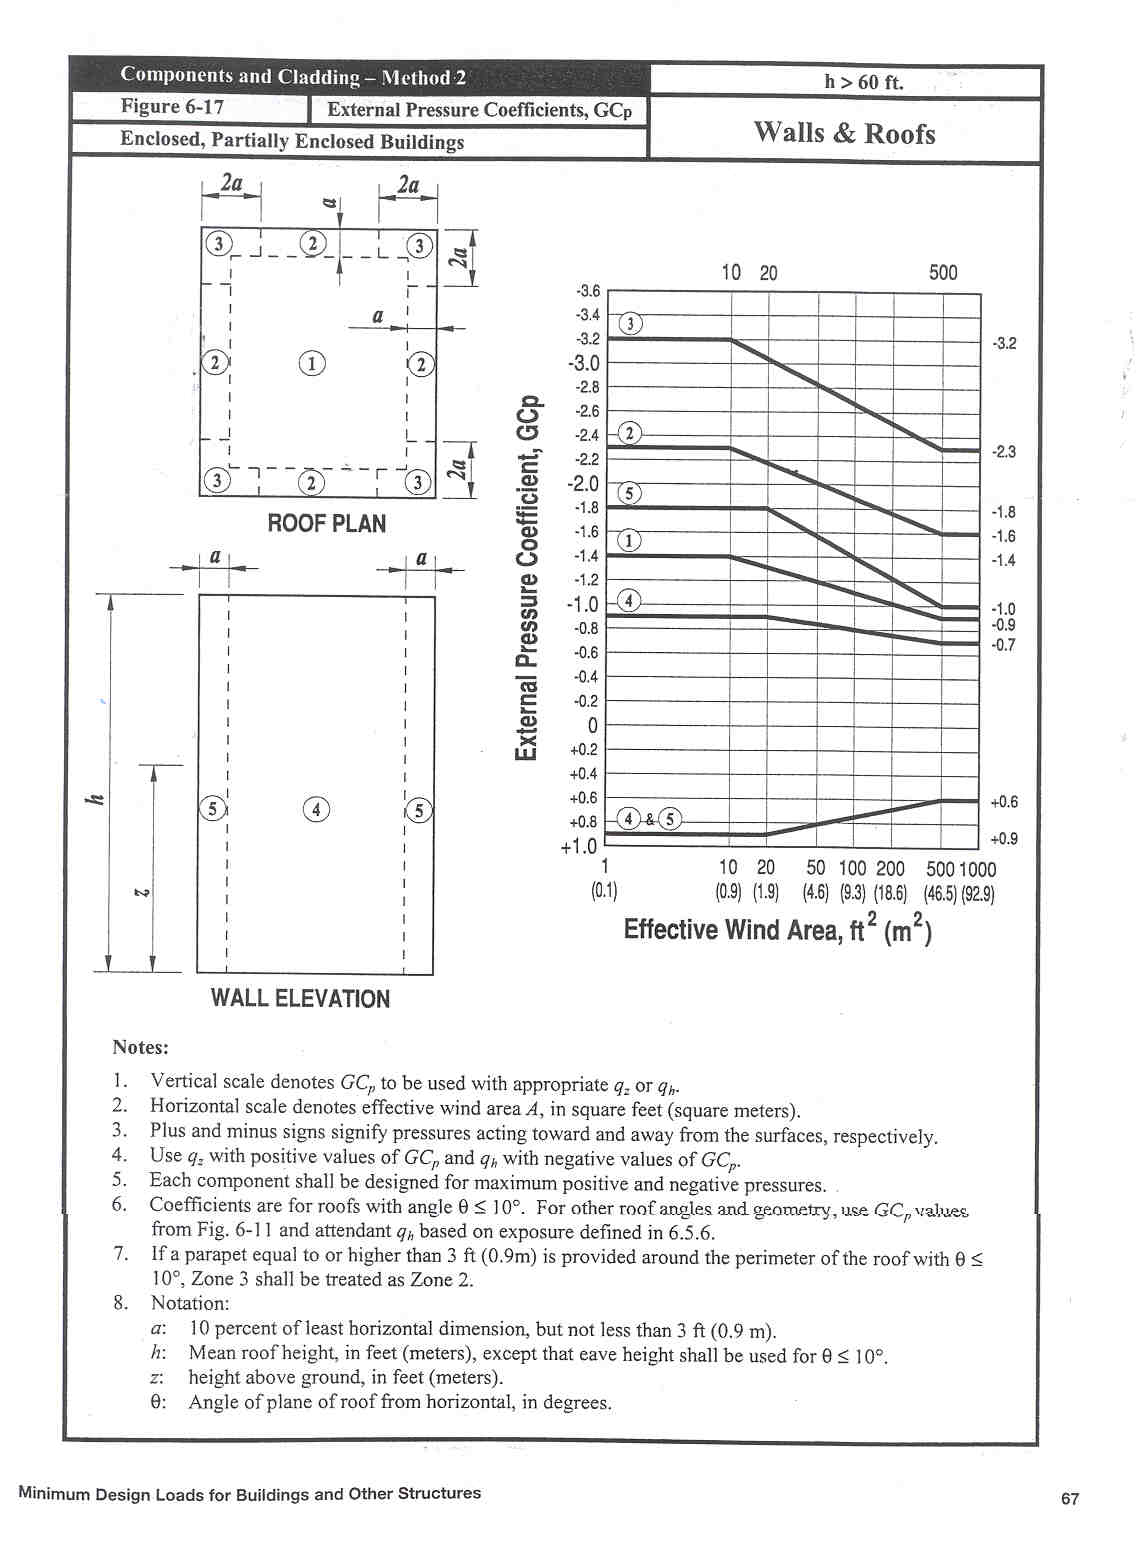 Components and Cladding – Method 2
h > 60 ft.
Figure 6-17
External Pressure Coefficients, GCp
Walls & Roofs
Enclosed, Partially Enclosed Buildings
2a
2a
a
3
2
3
2a
a
2
1
2
2a
3
2
3
ROOF PLAN
a
a
h
z
5
4
5
WALL ELEVATION
10 20 500
External Pressure Coefficient, GCp
-3.6
-3.4
-3.2
-3.0
-2.8
-2.6
-2.4
-2.2
-2.0
-1.8
-1.6
-1.4
-1.2
-1.0
-0.8
-0.6
-0.4
-0.2
0
+0.2
+0.4
+0.6
+0.8
+1.0
3
2
5
1
4
4 & 5
-3.2
-2.3
-1.8
-1.6
-1.4
-1.0
-0.9
-0.7
+0.6
+0.9
1 10 20 50 100 200 500 1000
(0.1) (0.9) (1.9) (4.6) (9.3) (18.6) (46.5) (92.9)
Effective Wind Area, ft² (m²)
Notes:
1. Vertical scale denotes GCp to be used with appropriate qz or qh.
2. Horizontal scale denotes effective wind area A, in square feet (square meters).
3. Plus and minus signs signify pressures acting toward and away from the surfaces, respectively.
4. Use qz with positive values of GCp and qh with negative values of GCp.
5. Each component shall be designed for maximum positive and negative pressures.
6. Coefficients are for roofs with angle θ ≤ 10°. For other roof angles and geometry, use GCp values
from Fig. 6-11 and attendant qh based on exposure defined in 6.5.6.
7. If a parapet equal to or higher than 3 ft (0.9m) is provided around the perimeter of the roof with θ ≤
10°, Zone 3 shall be treated as Zone 2.
8. Notation:
a: 10 percent of least horizontal dimension, but not less than 3 ft (0.9 m).
h: Mean roof height, in feet (meters), except that eave height shall be used for θ ≤ 10°.
z: height above ground, in feet (meters).
θ: Angle of plane of roof from horizontal, in degrees.
Minimum Design Loads for Buildings and Other Structures
67